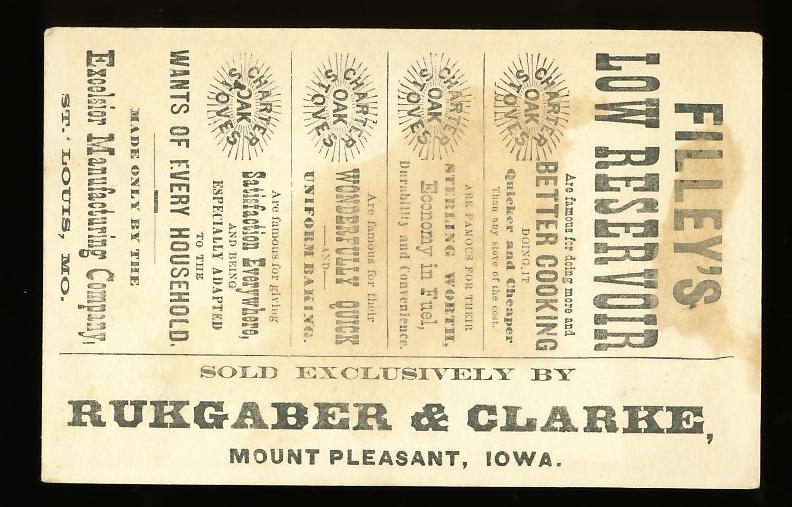 FILLEY'S
LOW RESERVOIR
CHARTER
OAK
STOVES
Are famous for doing more and
BETTER COOKING
DOING IT
Quicker and Cheaper
Than any stove of the cost.
CHARTER
OAK
STOVES
ARE FAMOUS FOR THEIR
STERLING WORTH,
Economy in Fuel,
Durability and Convenience.
CHARTER
OAK
STOVES
Are famous for their
WONDERFULLY QUICK
—AND—
UNIFORM BAKING.
CHARTER
OAK
STOVES
Are famous for giving
Satisfaction Everywhere,
AND BEING
ESPECIALLY ADAPTED
TO THE
WANTS OF EVERY HOUSEHOLD.
MADE ONLY BY THE
Excelsior Manufacturing Company,
ST. LOUIS, MO.
SOLD EXCLUSIVELY BY
RUKGABER & CLARKE,
MOUNT PLEASANT, IOWA.